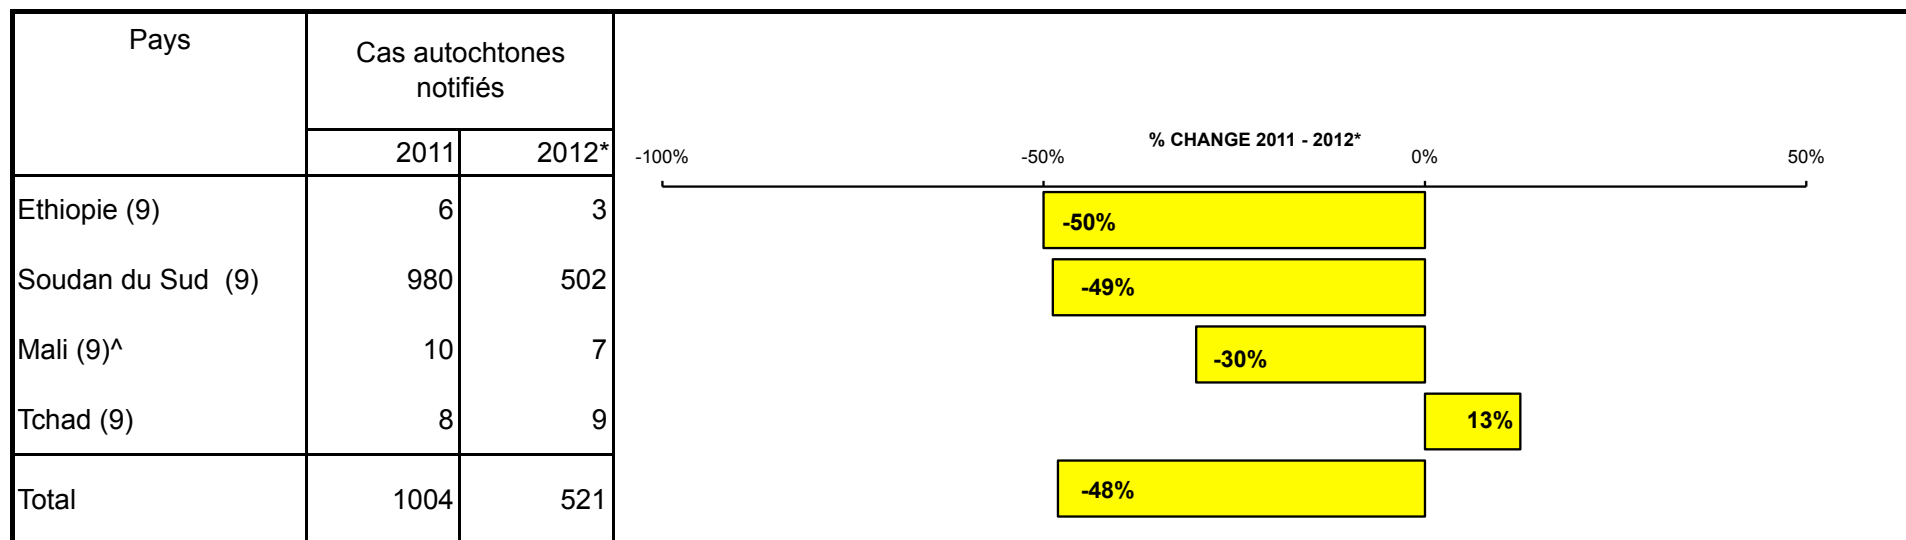 Pays
Cas autochtones
notifiés
2011 2012*
% CHANGE 2011 - 2012*
-100% -50% 0% 50%
Ethiopie (9) 6 3 -50%
Soudan du Sud (9) 980 502 -49%
Mali (9)^ 10 7 -30%
Tchad (9) 8 9 13%
Total 1004 521 -48%